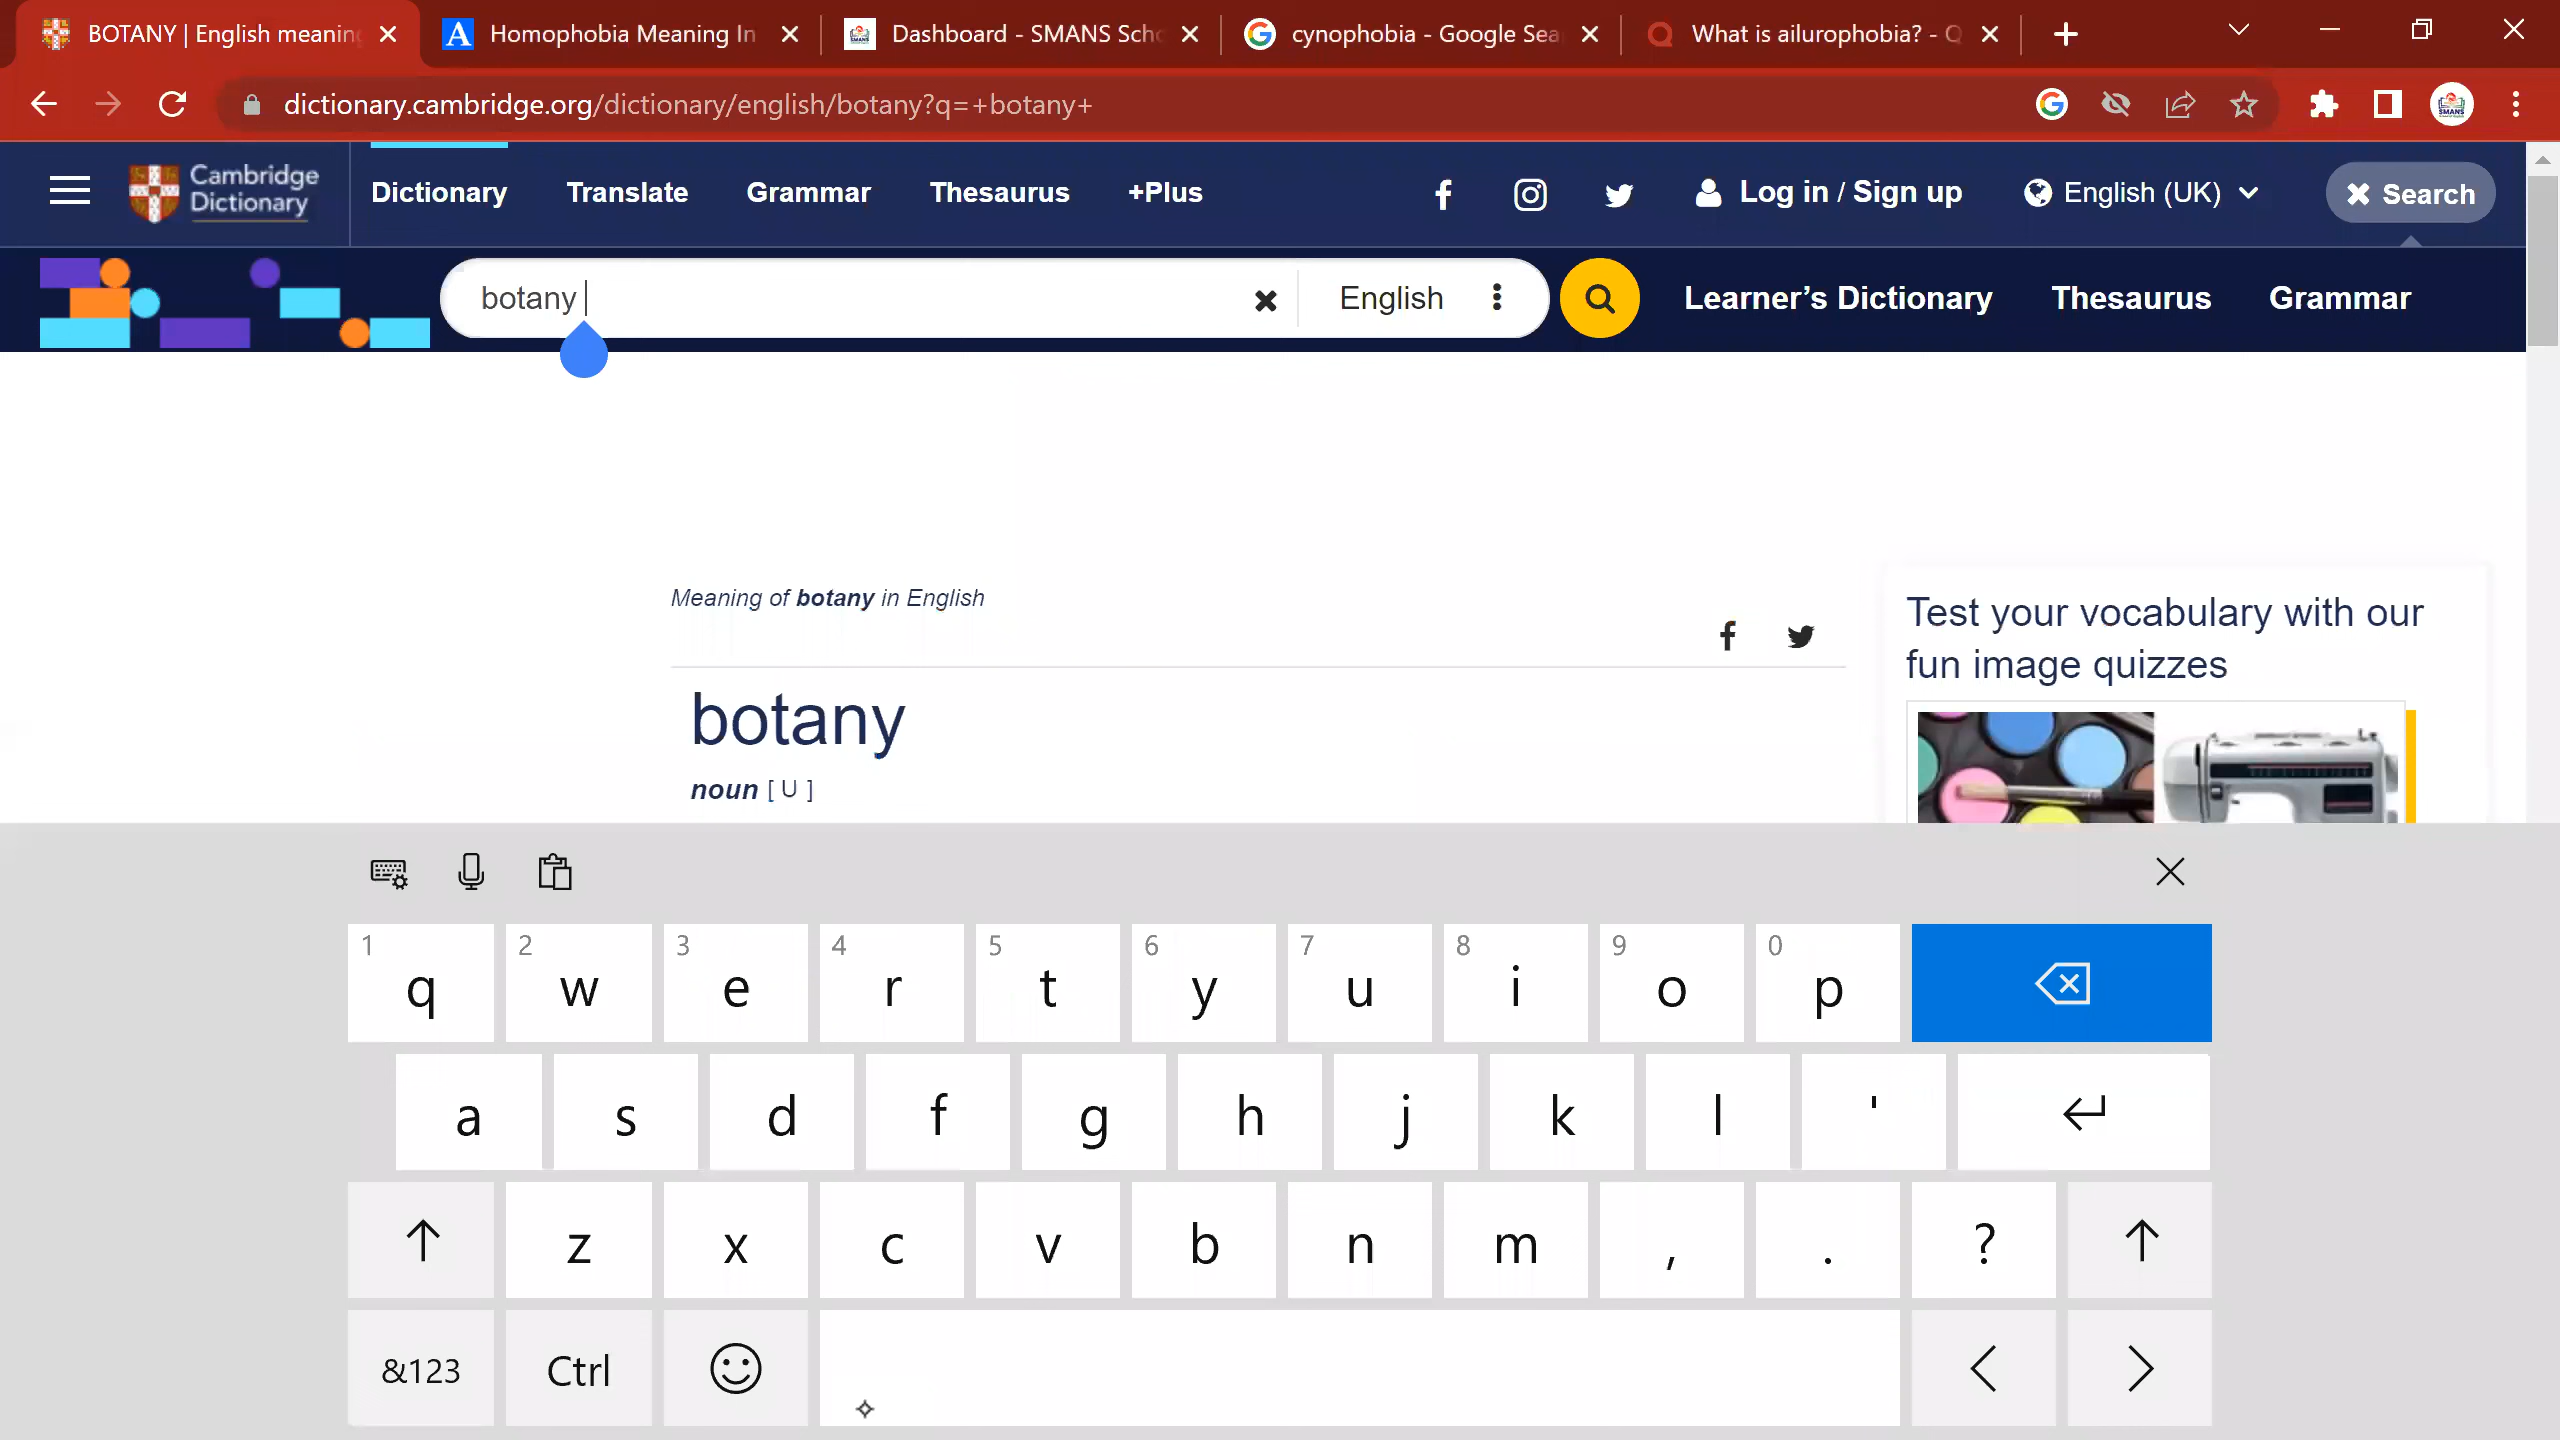 BOTANY | English meaning
Homophobia Meaning In
Dashboard - SMANS Scho
cynophobia - Google Sea
What is ailurophobia? - Q
dictionary.cambridge.org/dictionary/english/botany?q=+botany+
Cambridge
Dictionary
Dictionary
Translate
Grammar
Thesaurus
+Plus
Log in / Sign up
English (UK)
Search
botany
English
Learner’s Dictionary
Thesaurus
Grammar
Meaning of botany in English
Test your vocabulary with our
fun image quizzes
botany
noun [ U ]
1 2 3 4 5 6 7 8 9 0
q w e r t y u i o p
a s d f g h j k l '
z x c v b n m , . ?
&123 Ctrl